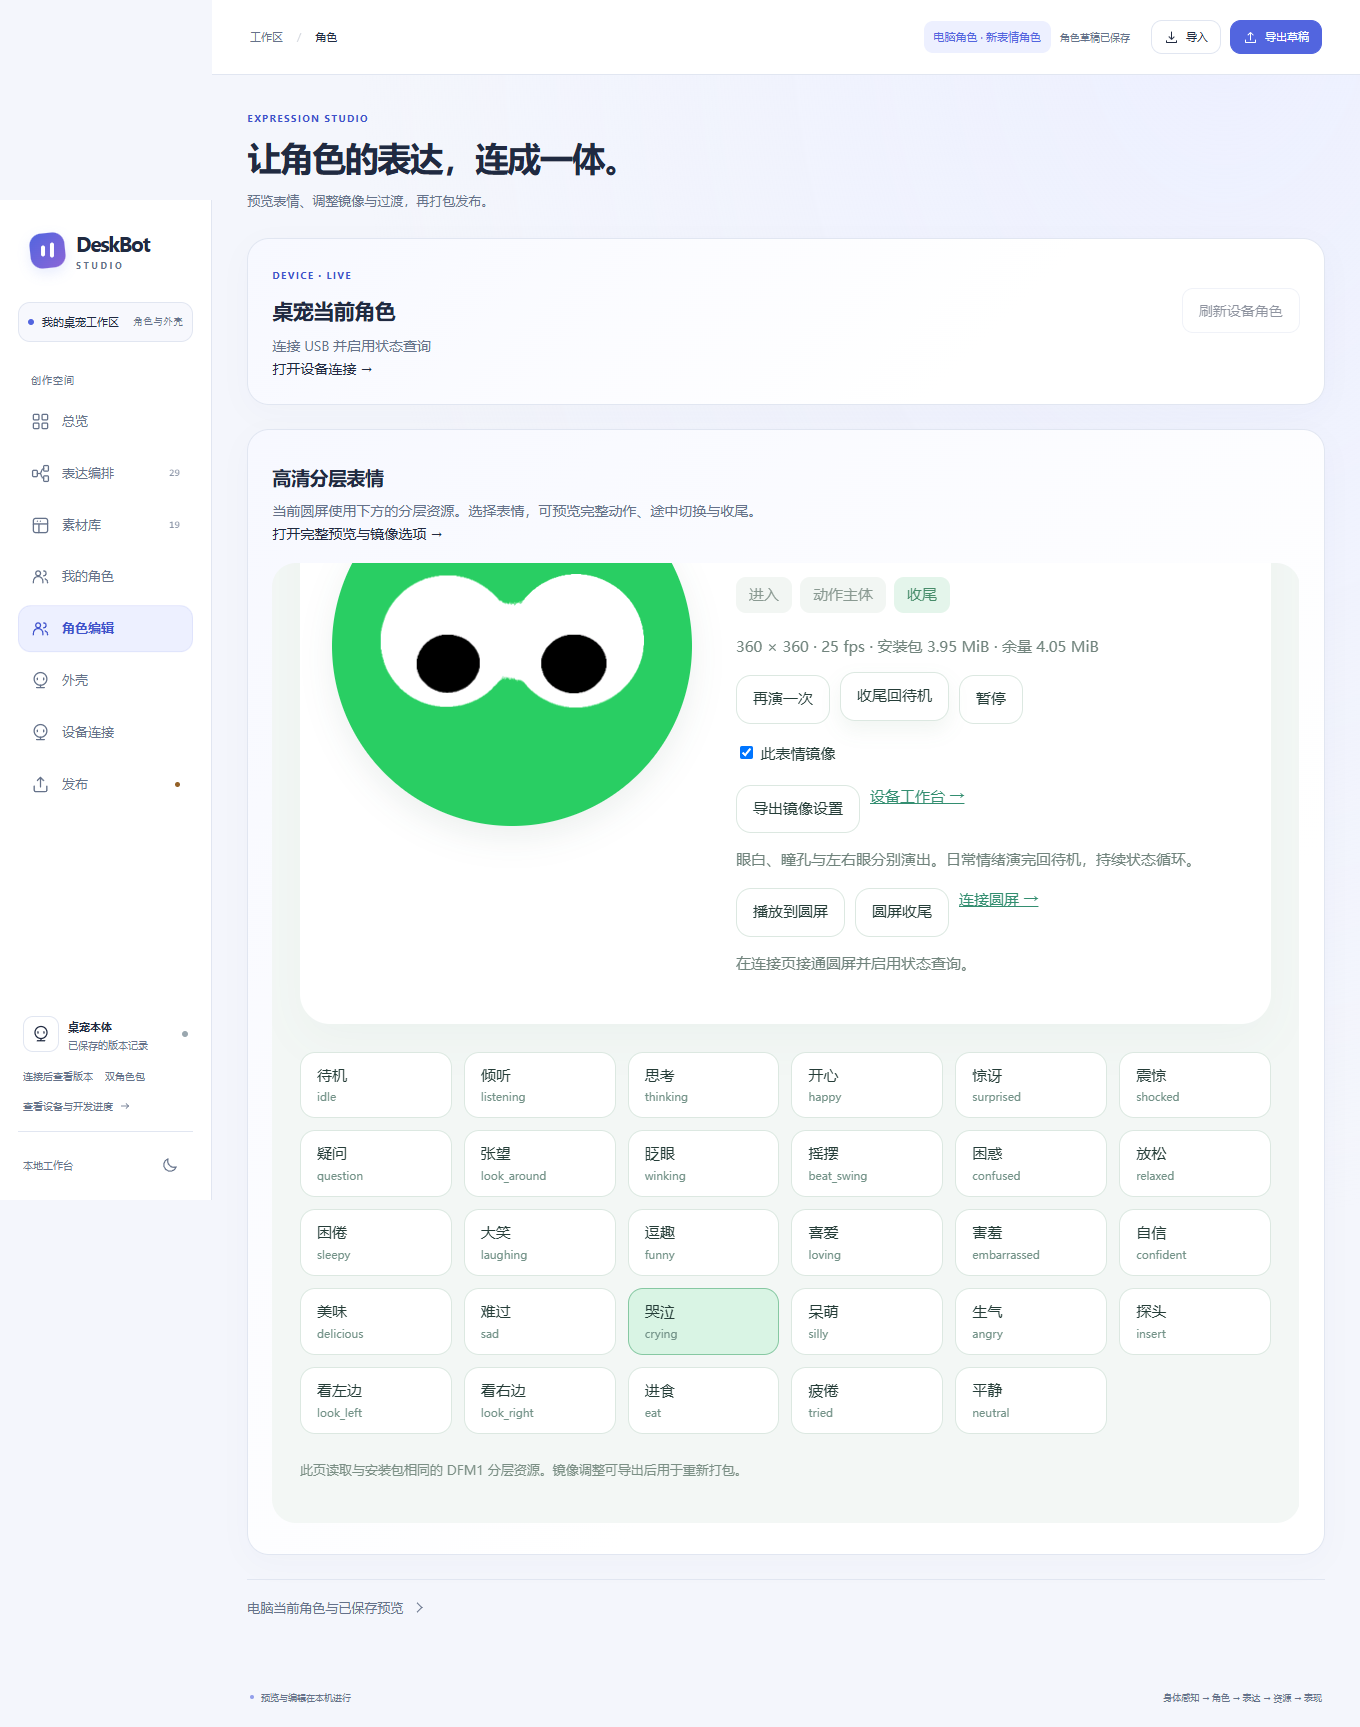 工作区 / 角色
电脑角色 · 新表情角色
角色草稿已保存
导入
导出草稿
DeskBot
STUDIO
我的桌宠工作区
角色与外壳
创作空间
总览
表达编排 29
素材库 19
我的角色
角色编辑
外壳
设备连接
发布
桌宠本体
已保存的版本记录
连接后查看版本 双角色包
查看设备与开发进度 →
本地工作台
EXPRESSION STUDIO
让角色的表达，连成一体。
预览表情、调整镜像与过渡，再打包发布。
DEVICE · LIVE
桌宠当前角色
连接 USB 并启用状态查询
打开设备连接 →
刷新设备角色
高清分层表情
当前圆屏使用下方的分层资源。选择表情，可预览完整动作、途中切换与收尾。
打开完整预览与镜像选项 →
进入 动作主体 收尾
360 × 360 · 25 fps · 安装包 3.95 MiB · 余量 4.05 MiB
再演一次 收尾回待机 暂停
此表情镜像
导出镜像设置 设备工作台 →
眼白、瞳孔与左右眼分别演出。日常情绪演完回待机，持续状态循环。
播放到圆屏 圆屏收尾 连接圆屏 →
在连接页接通圆屏并启用状态查询。
待机 倾听 思考 开心 惊讶 震惊
idle listening thinking happy surprised shocked
疑问 张望 眨眼 摇摆 困惑 放松
question look_around winking beat_swing confused relaxed
困倦 大笑 逗趣 喜爱 害羞 自信
sleepy laughing funny loving embarrassed confident
美味 难过 哭泣 呆萌 生气 探头
delicious sad crying silly angry insert
看左边 看右边 进食 疲倦 平静
look_left look_right eat tried neutral
此页读取与安装包相同的 DFM1 分层资源。镜像调整可导出后用于重新打包。
电脑当前角色与已保存预览
预览与编辑在本机进行
身体感知 → 角色 → 表达 → 资源 → 表现